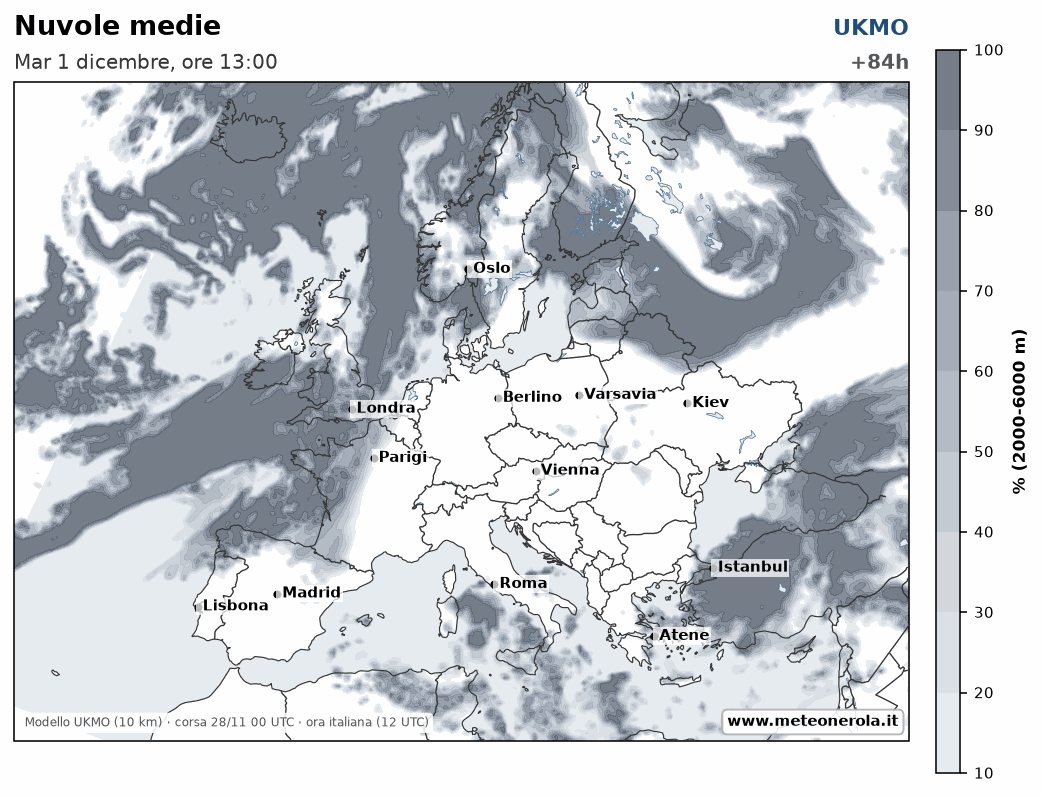 Nuvole medie
UKMO
Mar 1 dicembre, ore 13:00
+84h
100
90
80
70
60
50
40
30
20
10
% (2000-6000 m)
Oslo
Londra
Berlino
Varsavia
Kiev
Parigi
Vienna
Istanbul
Roma
Madrid
Lisbona
Atene
Modello UKMO (10 km) · corsa 28/11 00 UTC · ora italiana (12 UTC)
www.meteonerola.it